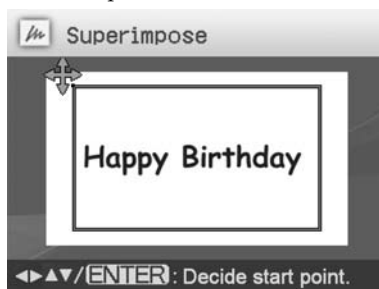 Superimpose
Happy Birthday
◄►▲▼/ENTER : Decide start point.